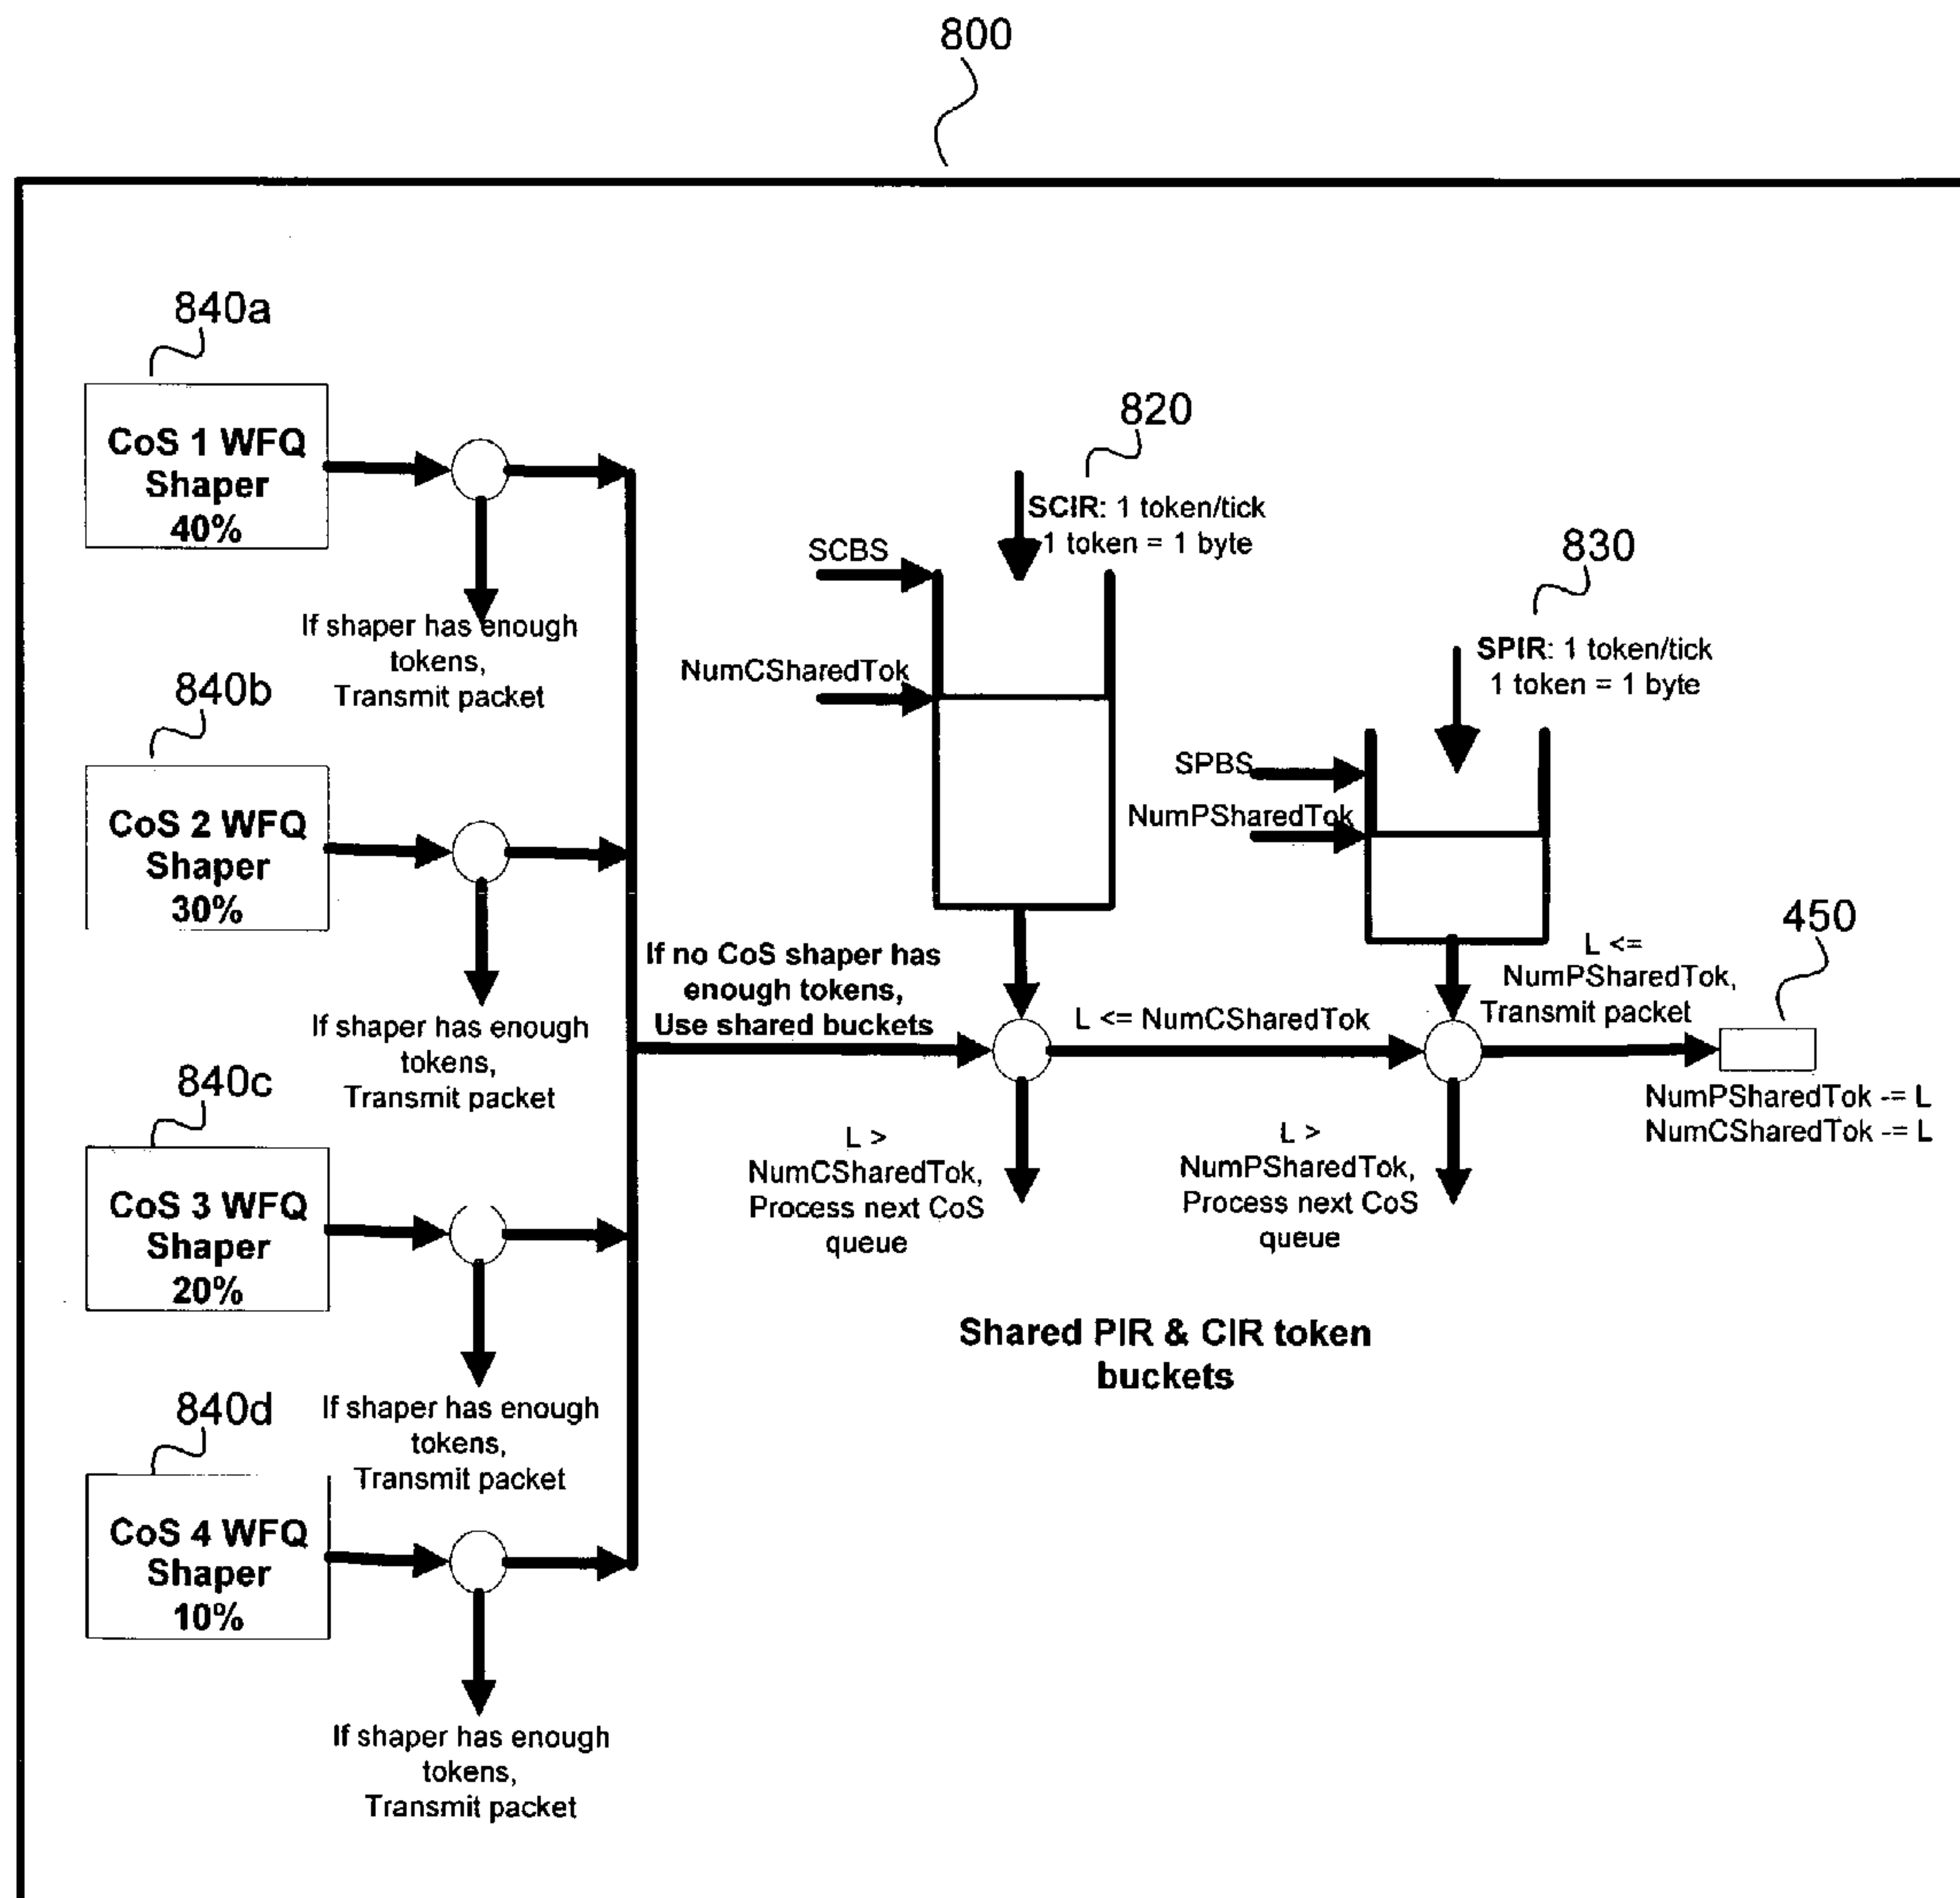 800
840a
CoS 1 WFQ
Shaper
40%
If shaper has enough
tokens,
Transmit packet
840b
CoS 2 WFQ
Shaper
30%
If shaper has enough
tokens,
Transmit packet
840c
CoS 3 WFQ
Shaper
20%
If shaper has enough
tokens,
Transmit packet
840d
CoS 4 WFQ
Shaper
10%
If shaper has enough
tokens,
Transmit packet
If no CoS shaper has
enough tokens,
Use shared buckets
820
SCIR: 1 token/tick
1 token = 1 byte
SCBS
NumCSharedTok
L <= NumCSharedTok
L >
NumCSharedTok,
Process next CoS
queue
830
SPIR: 1 token/tick
1 token = 1 byte
SPBS
NumPSharedTok
L <=
NumPSharedTok,
Transmit packet
L >
NumPSharedTok,
Process next CoS
queue
450
NumPSharedTok -= L
NumCSharedTok -= L
Shared PIR & CIR token
buckets